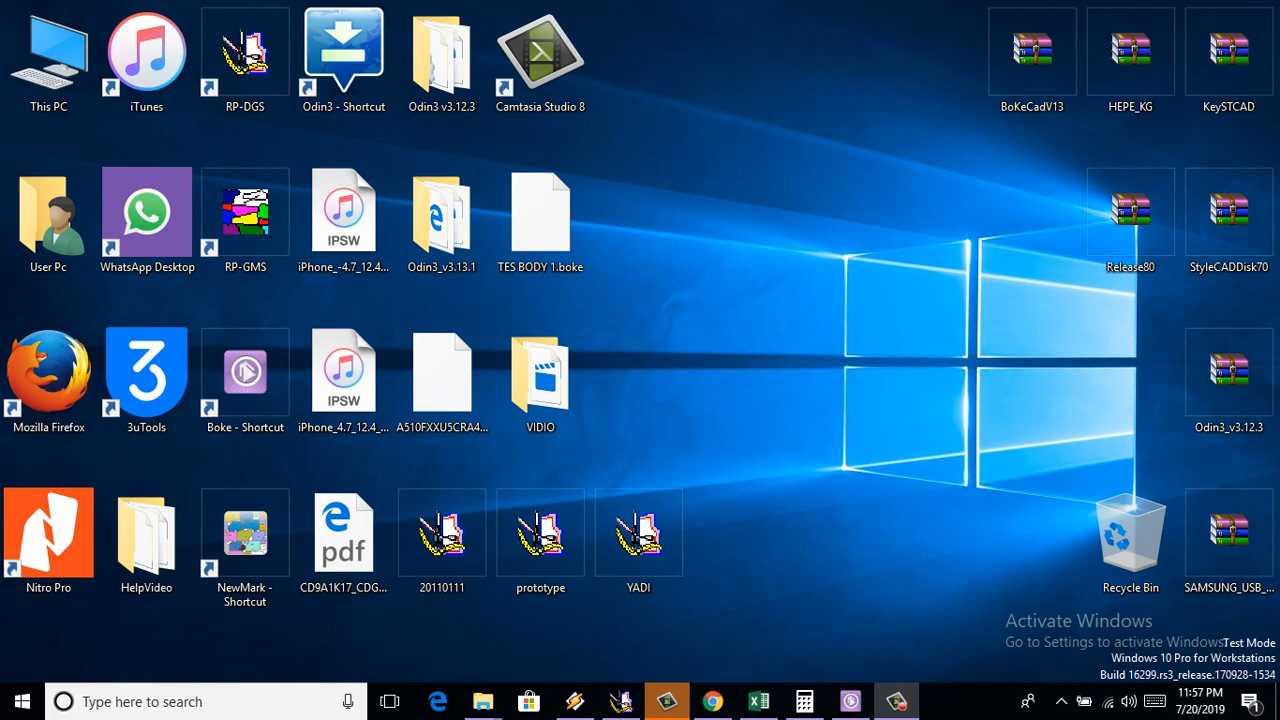 This PC
iTunes
RP-DGS
Odin3 - Shortcut
Odin3 v3.12.3
Camtasia Studio 8
BoKeCadV13
HEPE_KG
KeySTCAD
User Pc
WhatsApp Desktop
RP-GMS
IPSW
iPhone_-4.7_12.4...
Odin3_v3.13.1
TES BODY 1.boke
Release80
StyleCADDisk70
Mozilla Firefox
3
3uTools
Boke - Shortcut
IPSW
iPhone_4.7_12.4_...
A510FXXU5CRA4...
VIDIO
Odin3_v3.12.3
Nitro Pro
HelpVideo
NewMark -
Shortcut
pdf
CD9A1K17_CDG...
20110111
prototype
YADI
Recycle Bin
SAMSUNG_USB_...
Activate Windows
Go to Settings to activate Windows.
Test Mode
Windows 10 Pro for Workstations
Build 16299.rs3_release.170928-1534
Type here to search
11:57 PM
7/20/2019
1